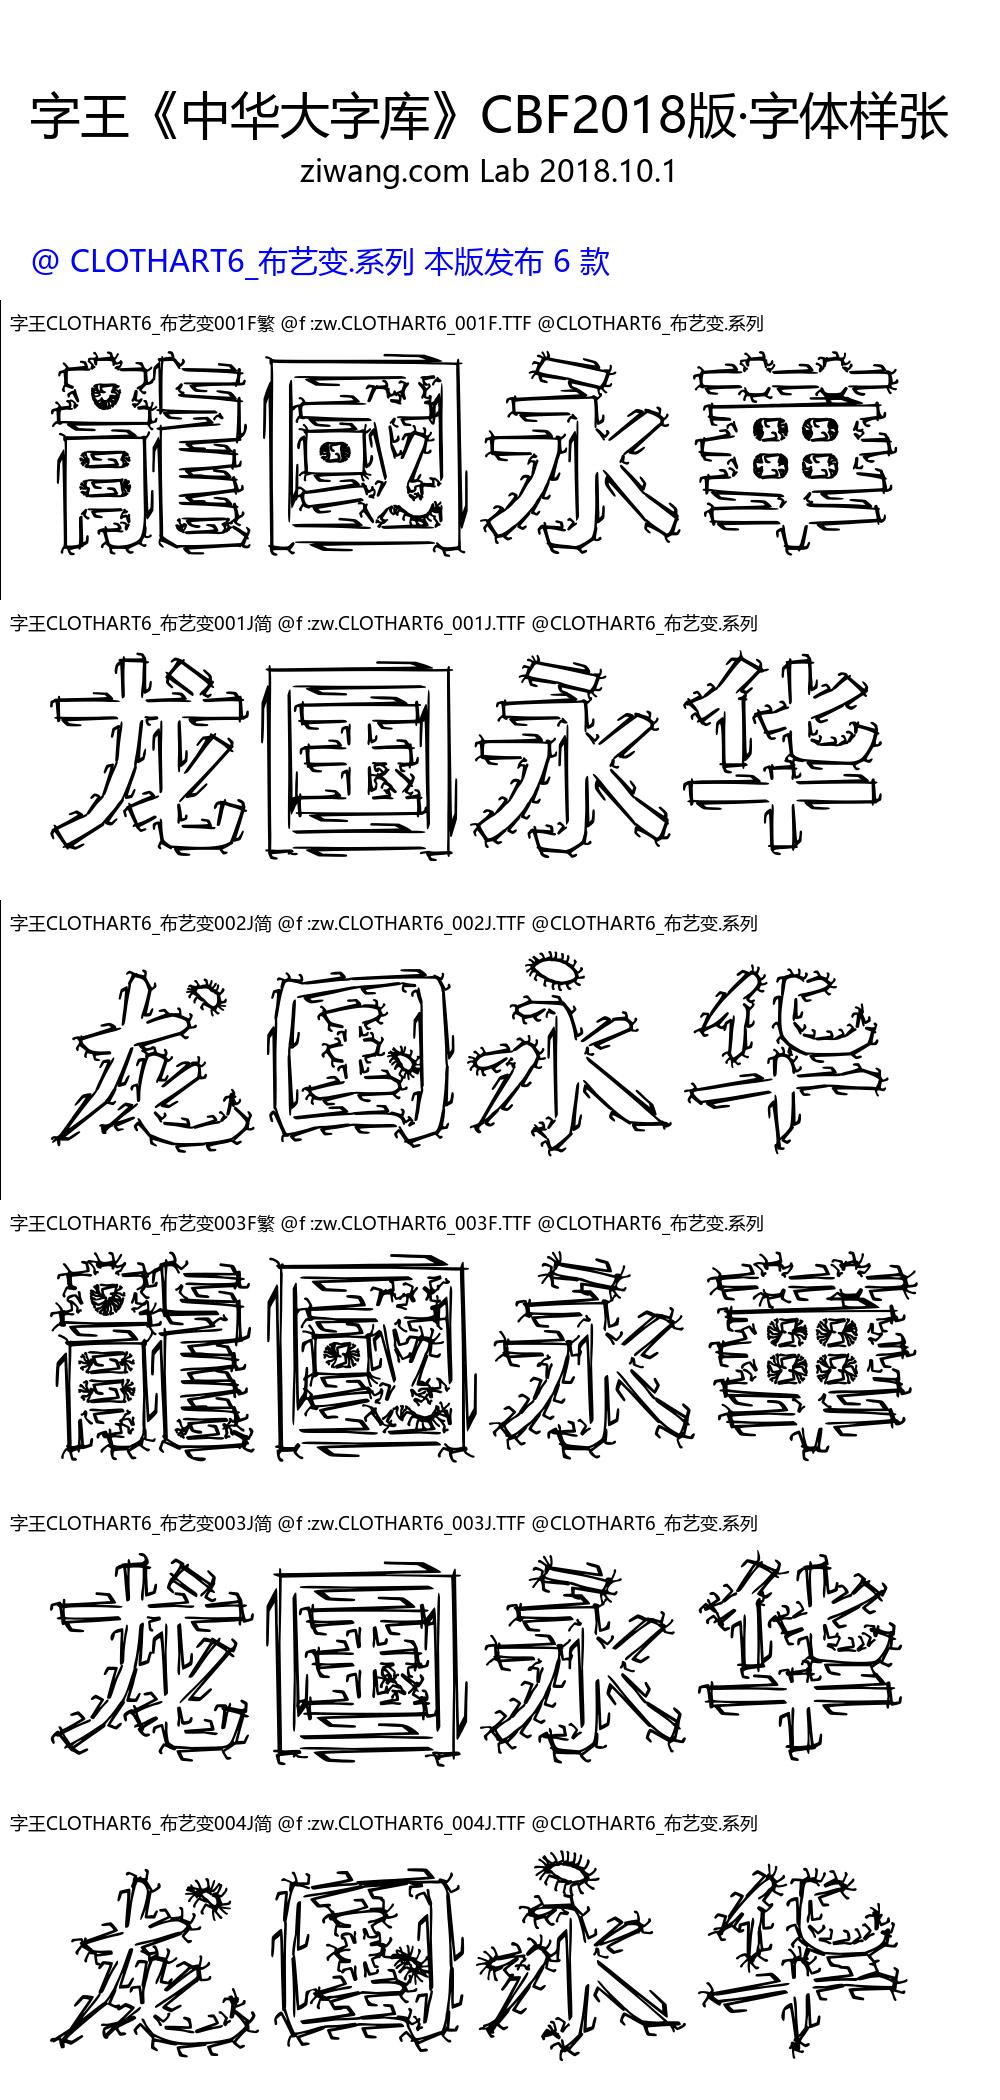 字王《中华大字库》CBF2018版·字体样张
ziwang.com Lab 2018.10.1
@ CLOTHART6_布艺变.系列 本版发布 6 款
字王CLOTHART6_布艺变001F繁 @f :zw.CLOTHART6_001F.TTF @CLOTHART6_布艺变.系列
龍國永華
字王CLOTHART6_布艺变001J简 @f :zw.CLOTHART6_001J.TTF @CLOTHART6_布艺变.系列
龙国永华
字王CLOTHART6_布艺变002J简 @f :zw.CLOTHART6_002J.TTF @CLOTHART6_布艺变.系列
龙国永华
字王CLOTHART6_布艺变003F繁 @f :zw.CLOTHART6_003F.TTF @CLOTHART6_布艺变.系列
龍國永華
字王CLOTHART6_布艺变003J简 @f :zw.CLOTHART6_003J.TTF @CLOTHART6_布艺变.系列
龙国永华
字王CLOTHART6_布艺变004J简 @f :zw.CLOTHART6_004J.TTF @CLOTHART6_布艺变.系列
龙国永华